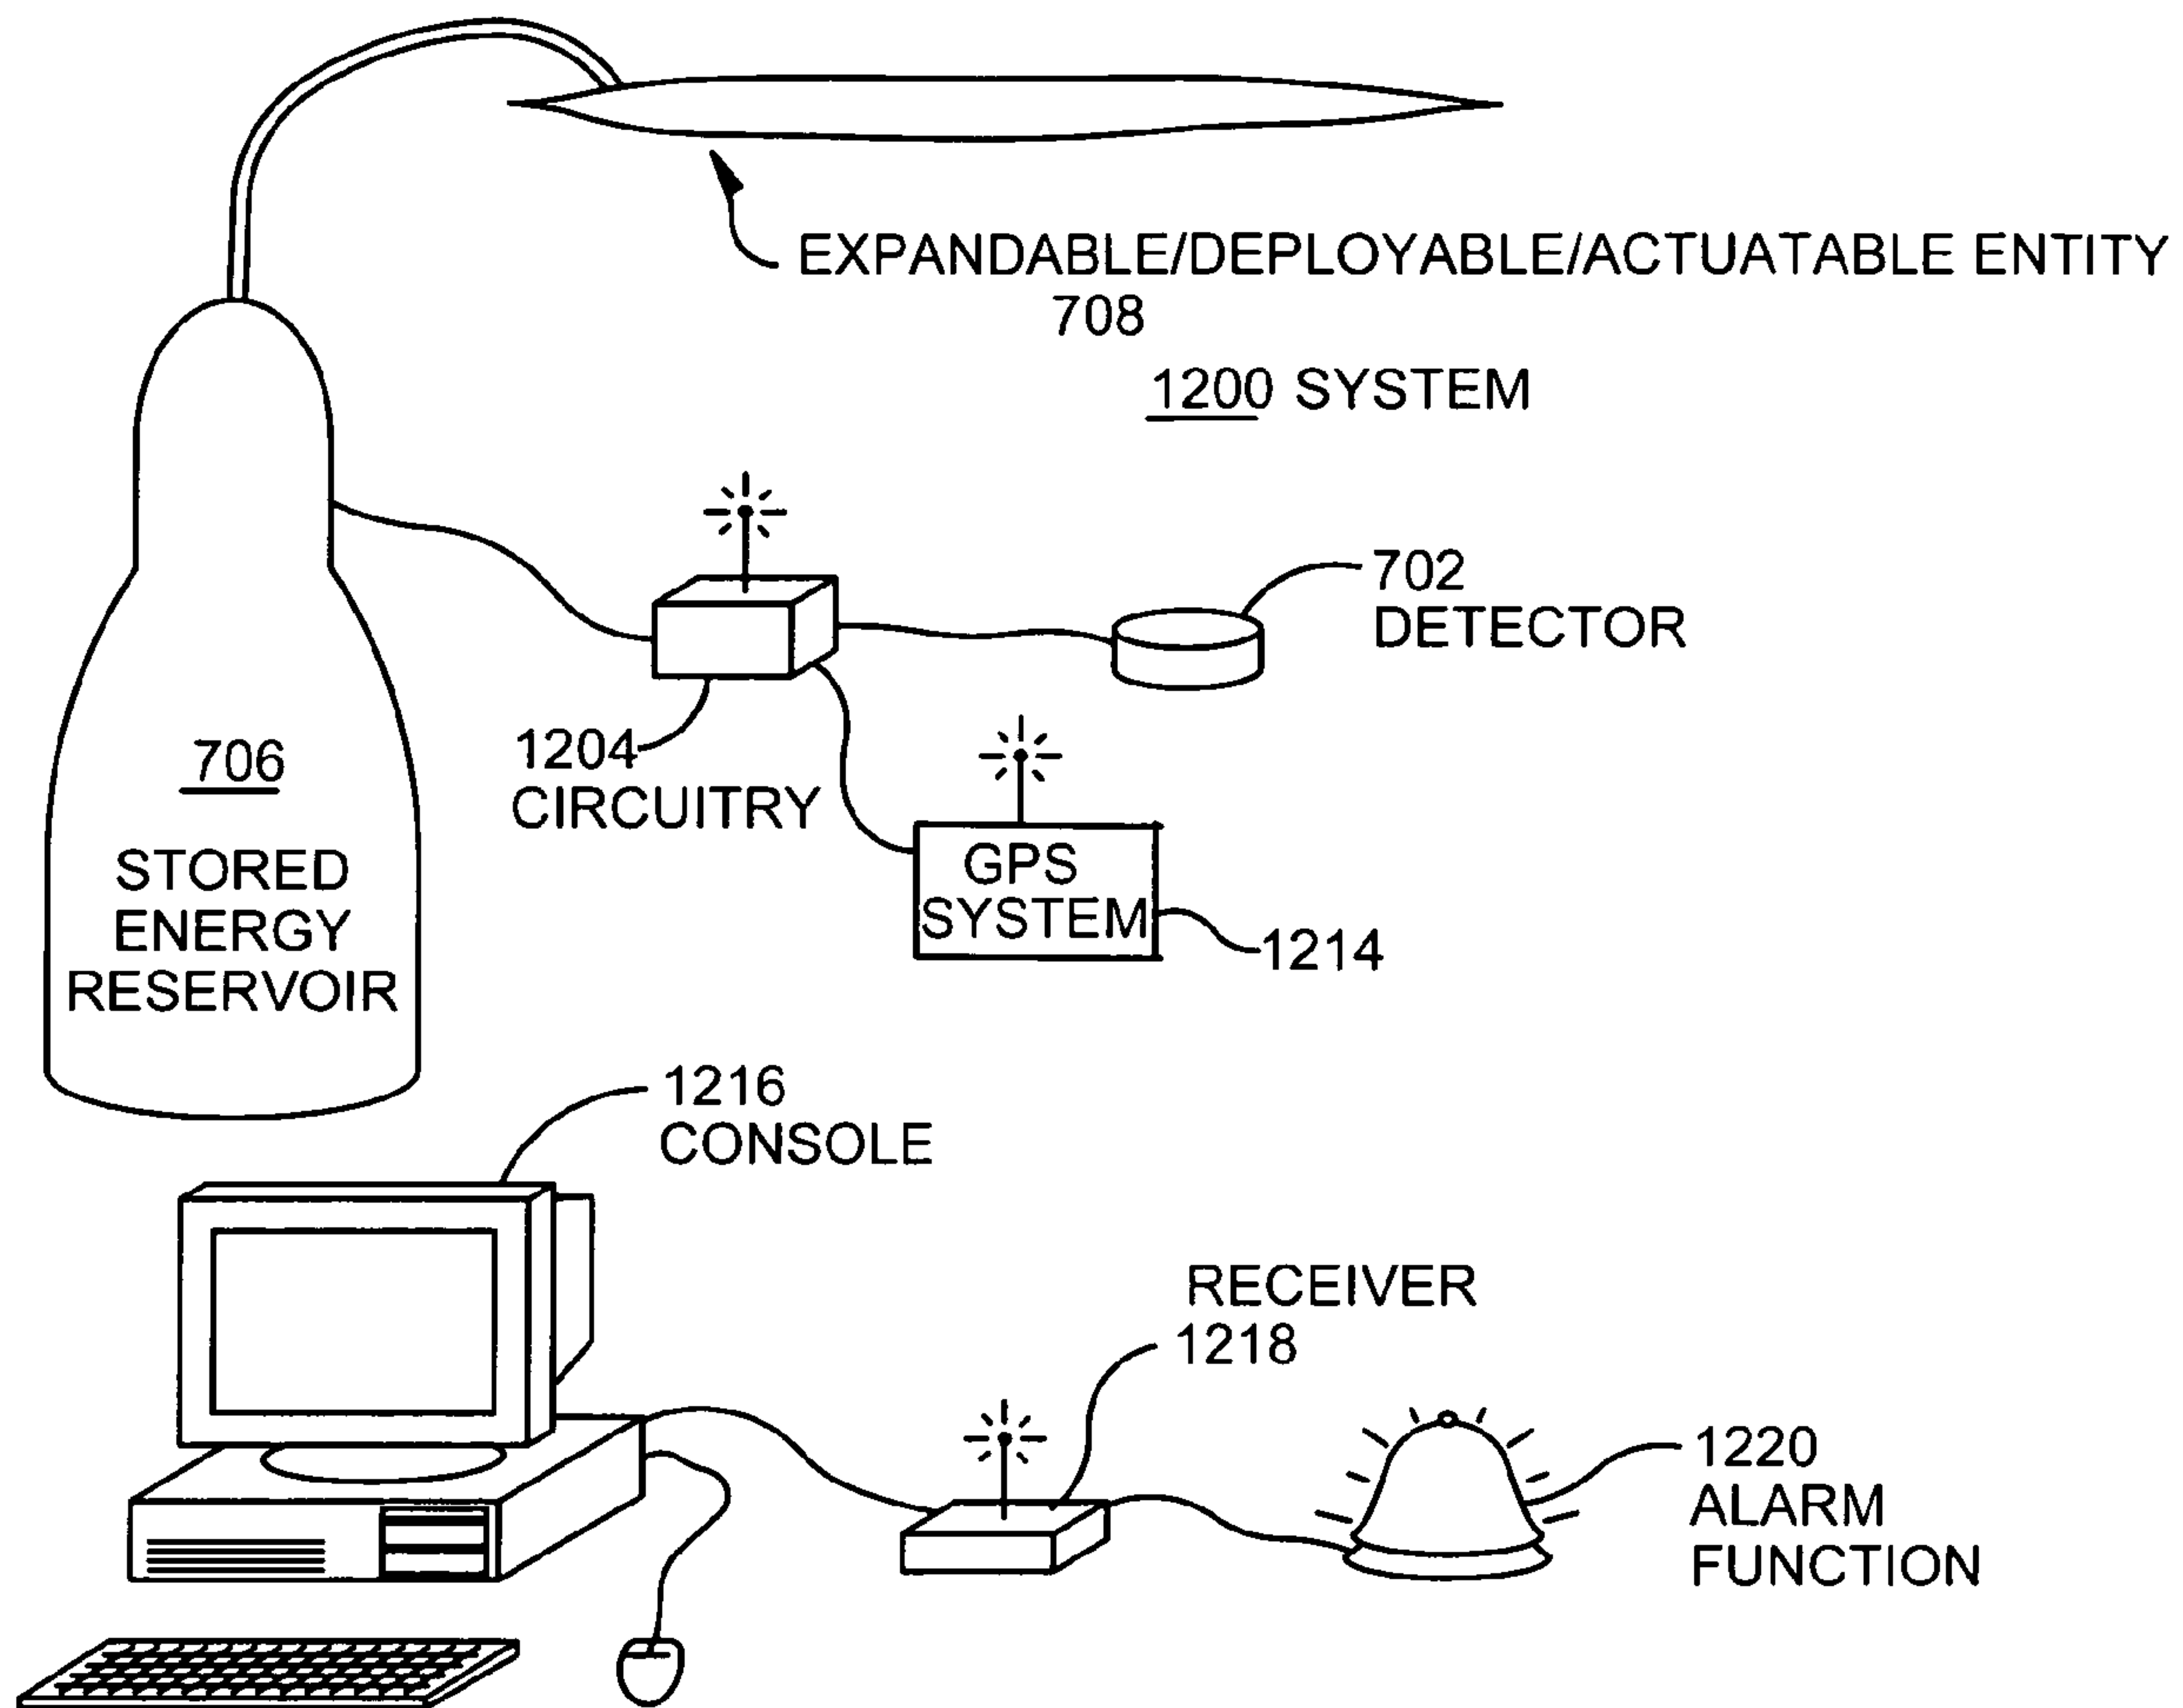 EXPANDABLE/DEPLOYABLE/ACTUATABLE ENTITY
708
1200 SYSTEM
702
DETECTOR
1204
CIRCUITRY
706
STORED
ENERGY
RESERVOIR
GPS
SYSTEM
1214
1216
CONSOLE
RECEIVER
1218
1220
ALARM
FUNCTION